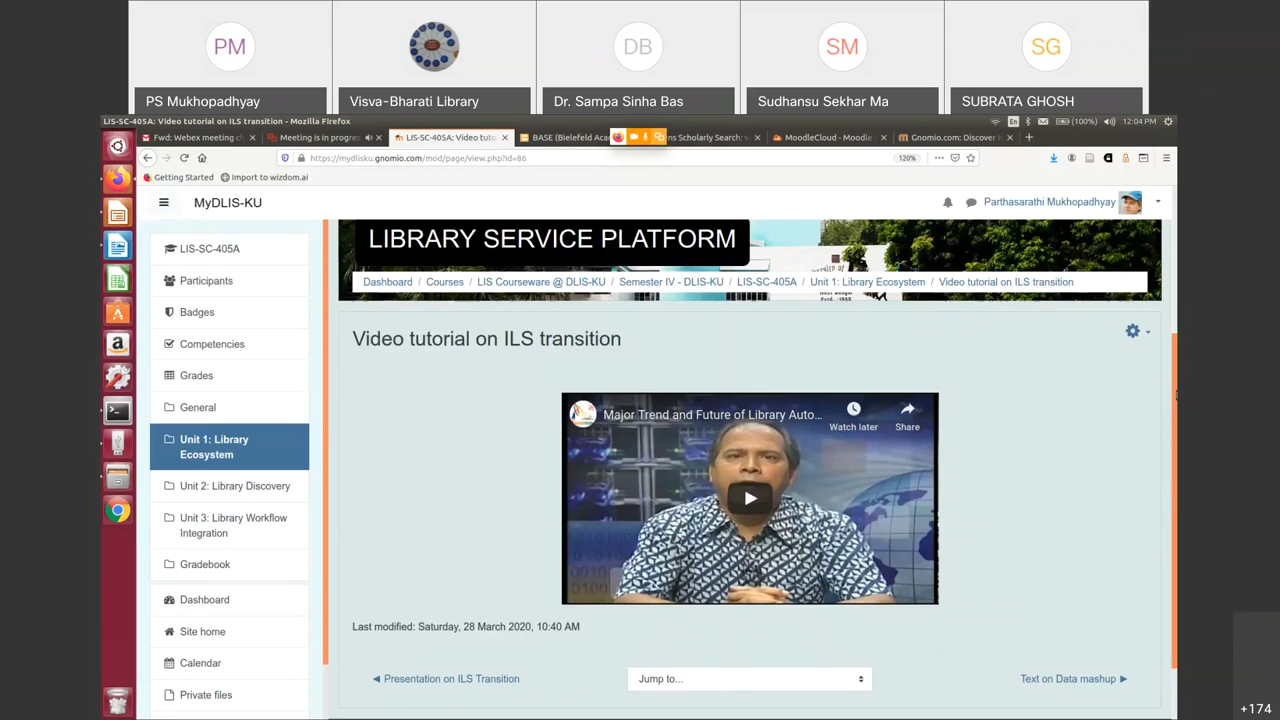 PM
DB
SM
SG
PS Mukhopadhyay
Visva-Bharati Library
Dr. Sampa Sinha Bas
Sudhansu Sekhar Ma
SUBRATA GHOSH
LIS-SC-405A: Video tutorial on ILS transition - Mozilla Firefox
En
(100%)
12:04 PM
Fwd: Webex meeting c
Meeting is in progres
LIS-SC-405A: Video tuto
BASE (Bielefeld Aca
ns Scholarly Search:
MoodleCloud - Moodle
Gnomio.com: Discover
https://mydlisku.gnomio.com/mod/page/view.php?id=86
120%
Getting Started
Import to wizdom.ai
MyDLIS-KU
Parthasarathi Mukhopadhyay
LIBRARY SERVICE PLATFORM
Dashboard / Courses / LIS Courseware @ DLIS-KU / Semester IV - DLIS-KU / LIS-SC-405A / Unit 1: Library Ecosystem / Video tutorial on ILS transition
LIS-SC-405A
Participants
Badges
Competencies
Grades
General
Unit 1: Library
Ecosystem
Unit 2: Library Discovery
Unit 3: Library Workflow
Integration
Gradebook
Dashboard
Site home
Calendar
Private files
Video tutorial on ILS transition
Major Trend and Future of Library Auto...
Watch later
Share
Last modified: Saturday, 28 March 2020, 10:40 AM
◄ Presentation on ILS Transition
Jump to...
Text on Data mashup ►
+174